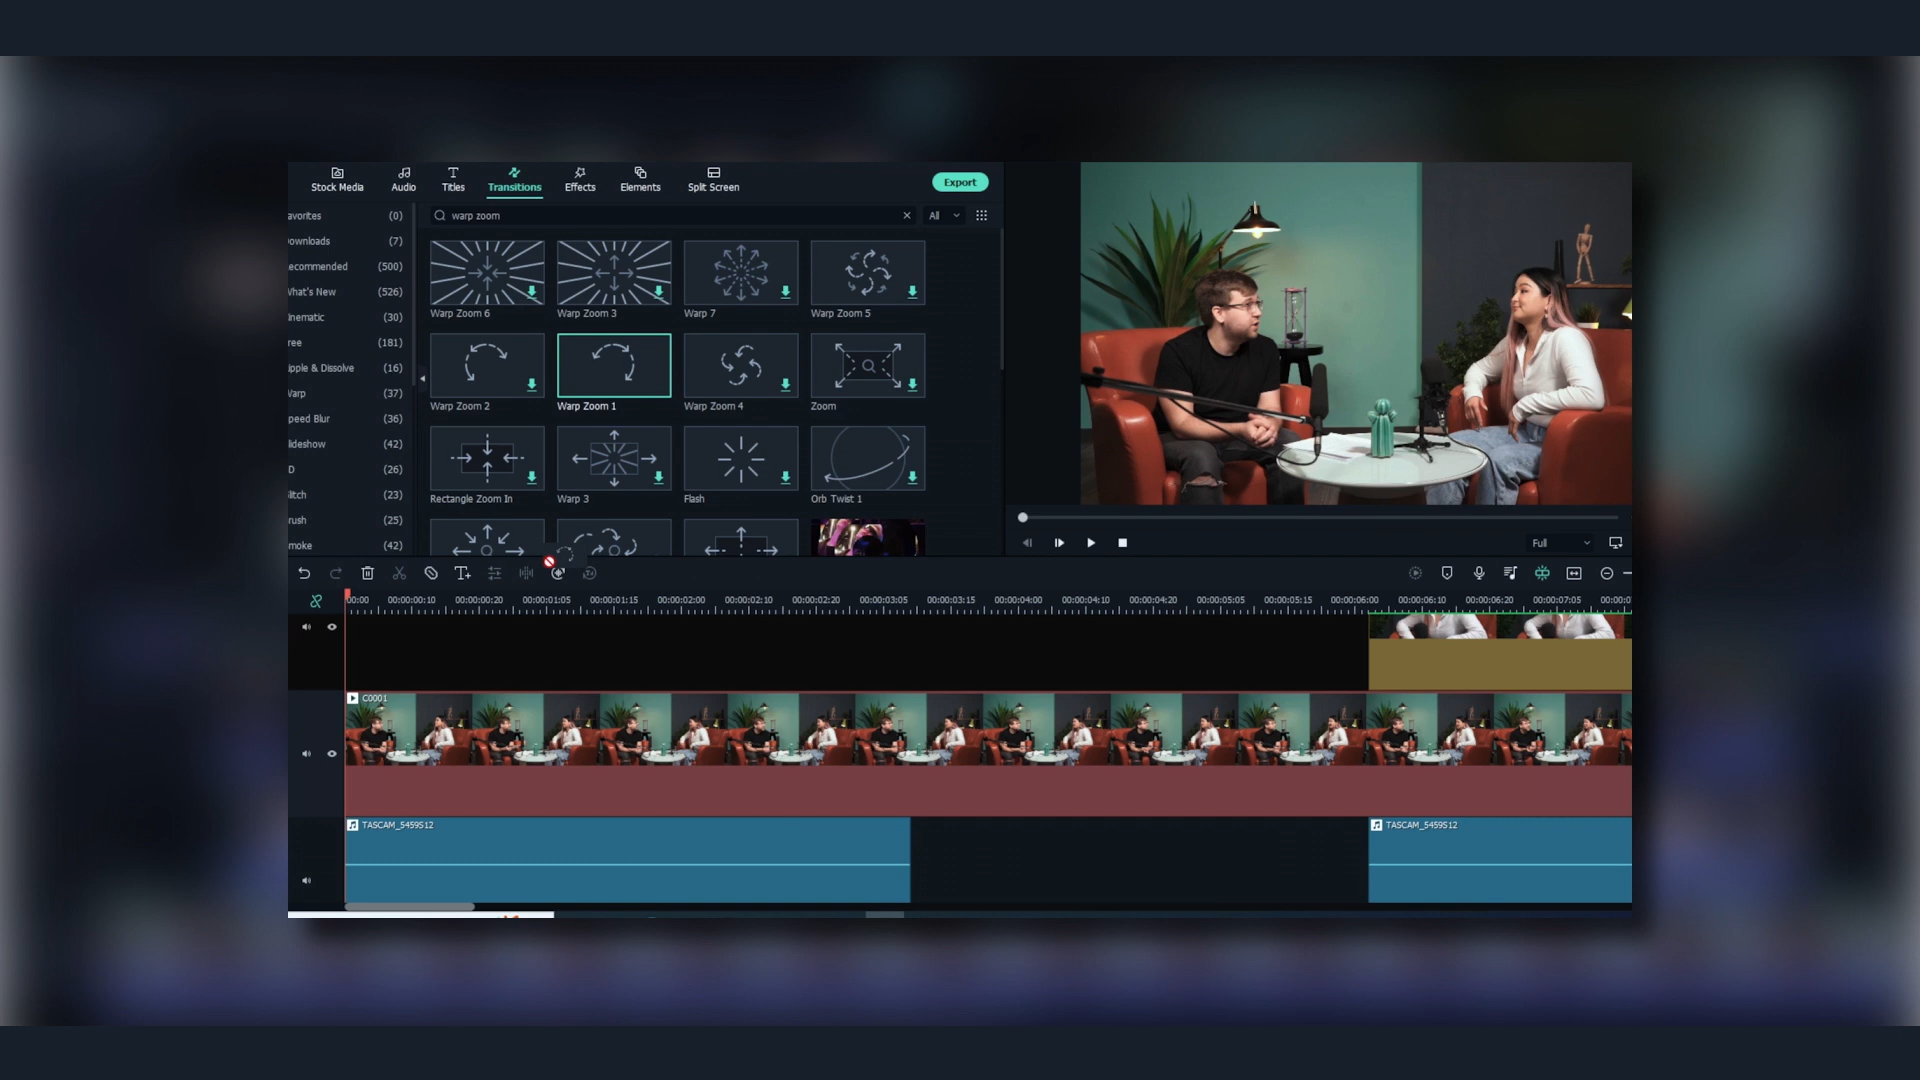 Stock Media
Audio
Titles
Transitions
Effects
Elements
Split Screen
Export
avorites (0)
ownloads (7)
ecommended (500)
hat's New (526)
inematic (30)
ree (181)
ipple & Dissolve (16)
arp (37)
peed Blur (36)
lideshow (42)
D (26)
litch (23)
rush (25)
moke (42)
warp zoom
All
Warp Zoom 6
Warp Zoom 3
Warp 7
Warp Zoom 5
Warp Zoom 2
Warp Zoom 1
Warp Zoom 4
Zoom
Rectangle Zoom In
Warp 3
Flash
Orb Twist 1
Full
00:00 00:00:00:10 00:00:00:20 00:00:01:05 00:00:01:15 00:00:02:00 00:00:02:10 00:00:02:20 00:00:03:05 00:00:03:15 00:00:04:00 00:00:04:10 00:00:04:20 00:00:05:05 00:00:05:15 00:00:06:00 00:00:06:10 00:00:06:20 00:00:07:05 00:00:0
C0001
TASCAM_5459S12
TASCAM_5459S12